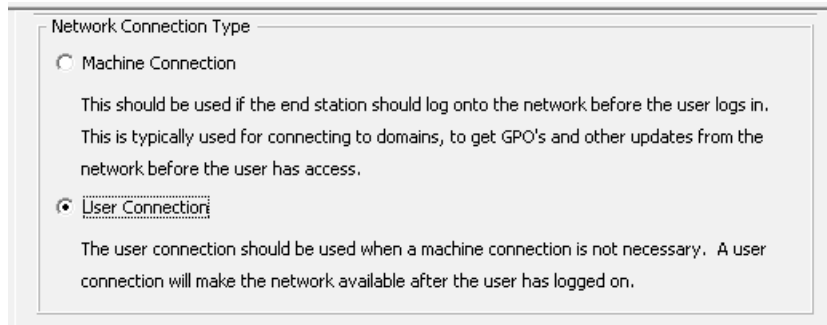 Network Connection Type
Machine Connection
This should be used if the end station should log onto the network before the user logs in.
This is typically used for connecting to domains, to get GPO's and other updates from the
network before the user has access.
User Connection
The user connection should be used when a machine connection is not necessary.  A user
connection will make the network available after the user has logged on.